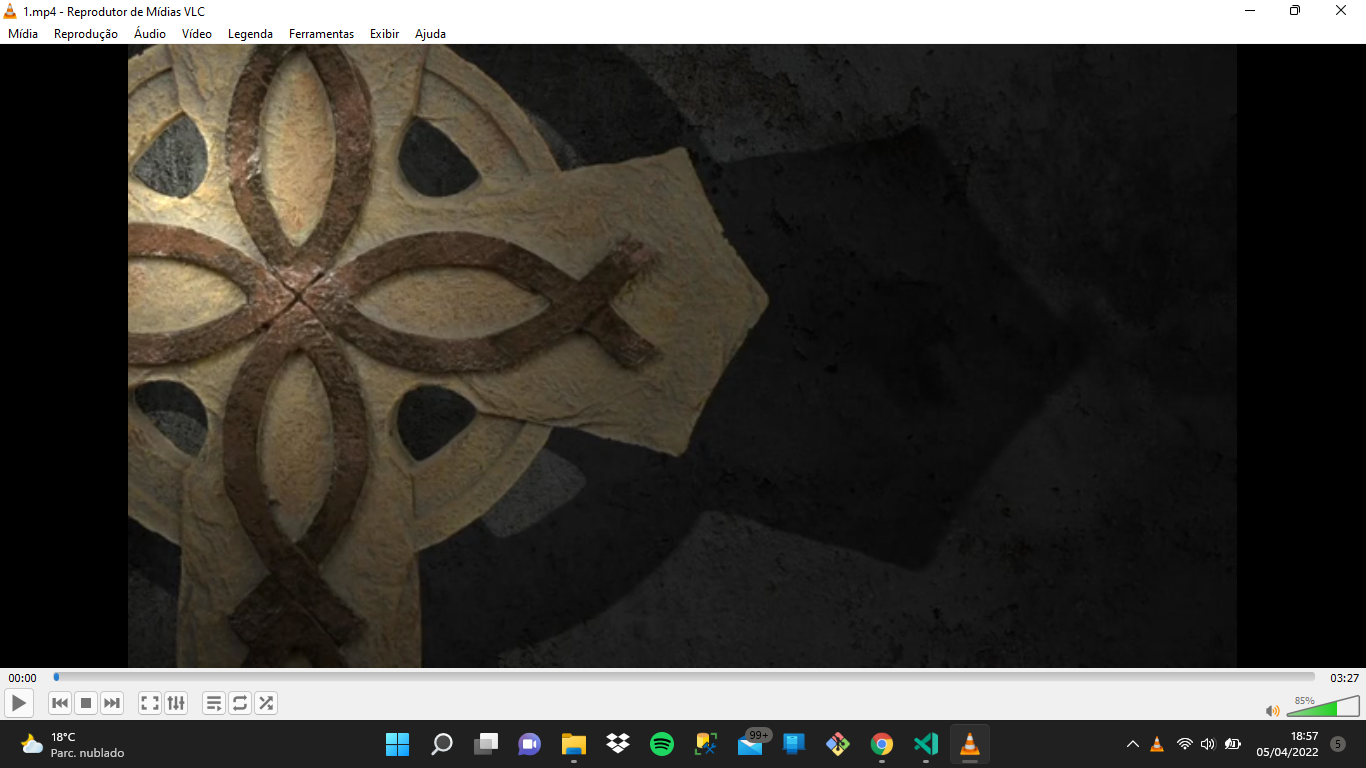 1.mp4 - Reprodutor de Mídias VLC
Mídia Reprodução Áudio Vídeo Legenda Ferramentas Exibir Ajuda
00:00 03:27
85%
18°C
Parc. nublado
99+
18:57
05/04/2022
5